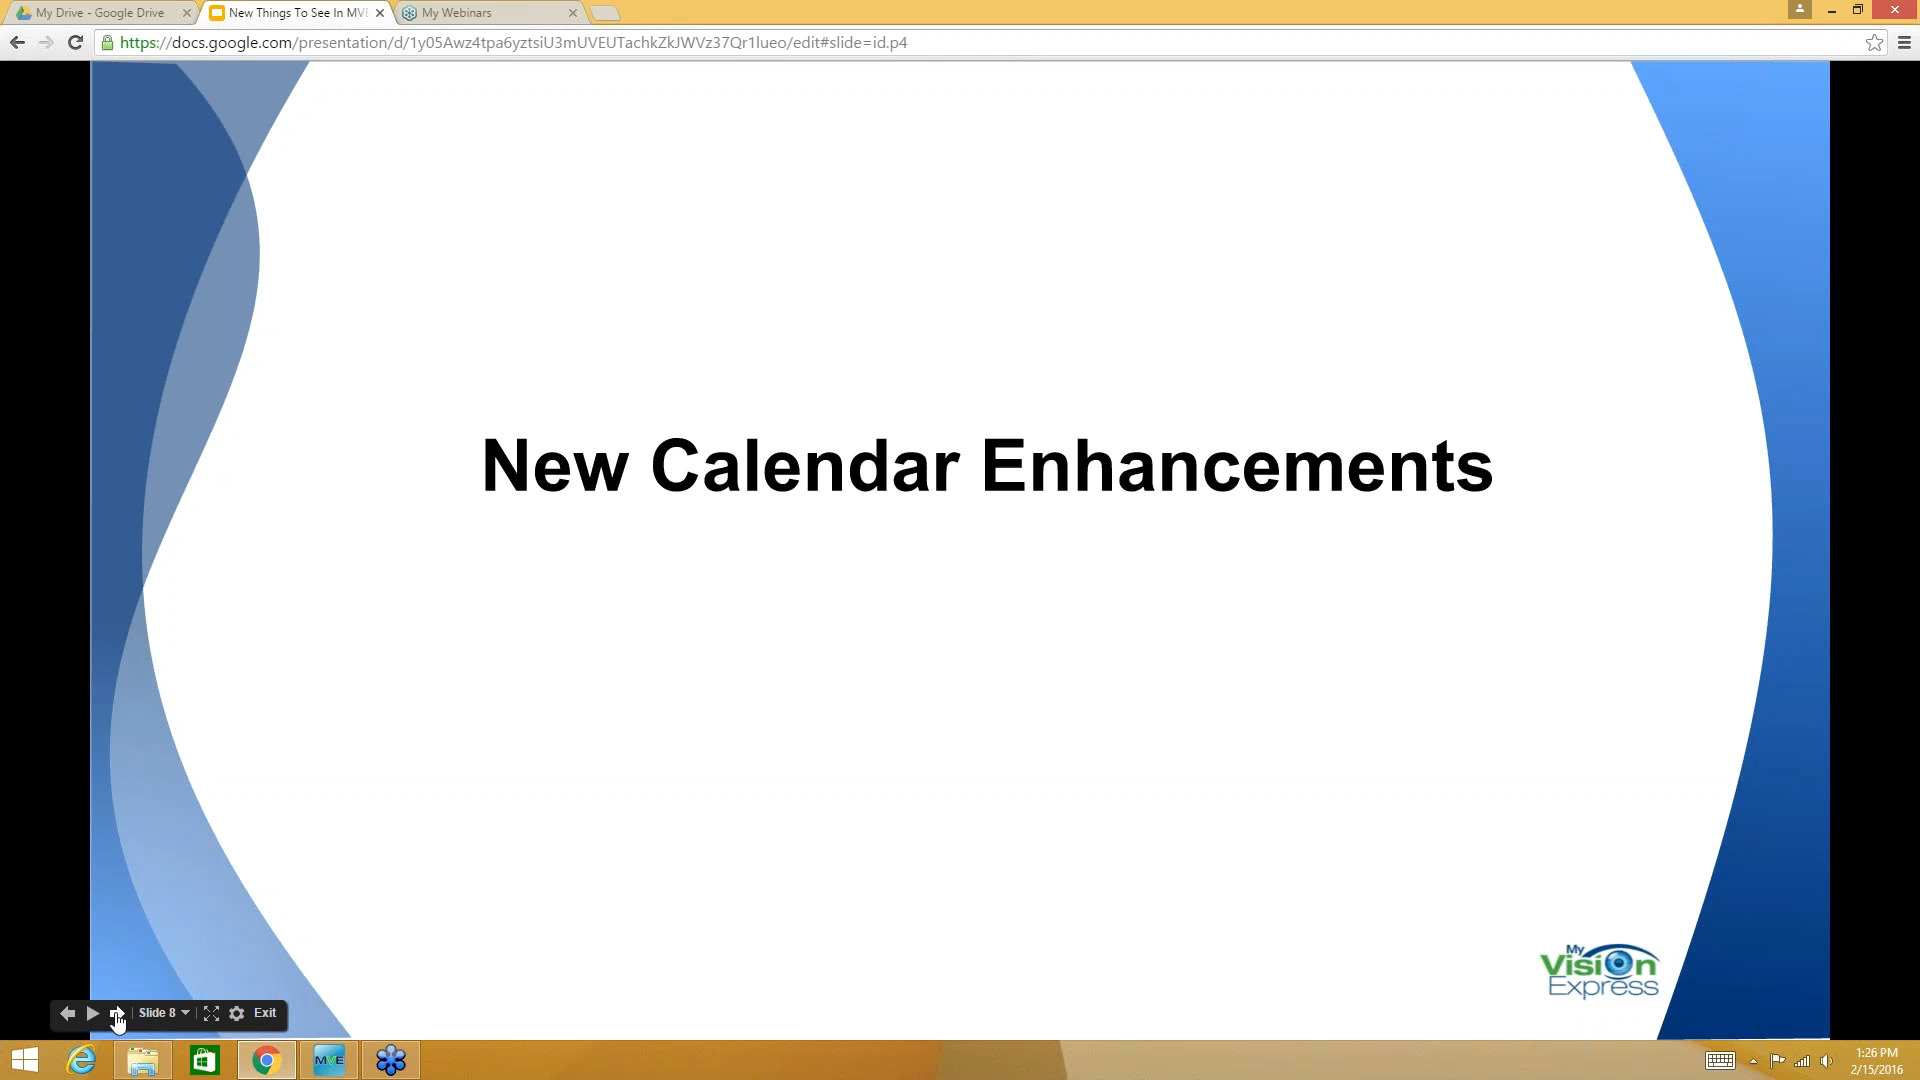 My Drive - Google Drive
New Things To See In MVE
My Webinars
https://docs.google.com/presentation/d/1y05Awz4tpa6yztsiU3mUVEUTachkZkJWVz37Qr1lueo/edit#slide=id.p4
New Calendar Enhancements
My
Vision
Express
Slide 8
Exit
MVE
1:26 PM
2/15/2016